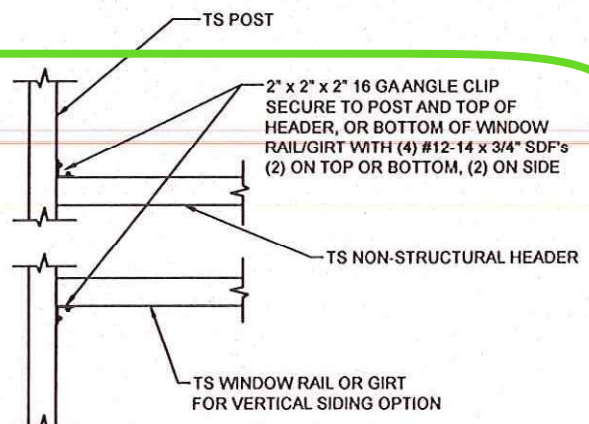 TS POST
2" x 2" x 2" 16 GA ANGLE CLIP
SECURE TO POST AND TOP OF
HEADER, OR BOTTOM OF WINDOW
RAIL/GIRT WITH (4) #12-14 x 3/4" SDF's
(2) ON TOP OR BOTTOM, (2) ON SIDE
TS NON-STRUCTURAL HEADER
TS WINDOW RAIL OR GIRT
FOR VERTICAL SIDING OPTION